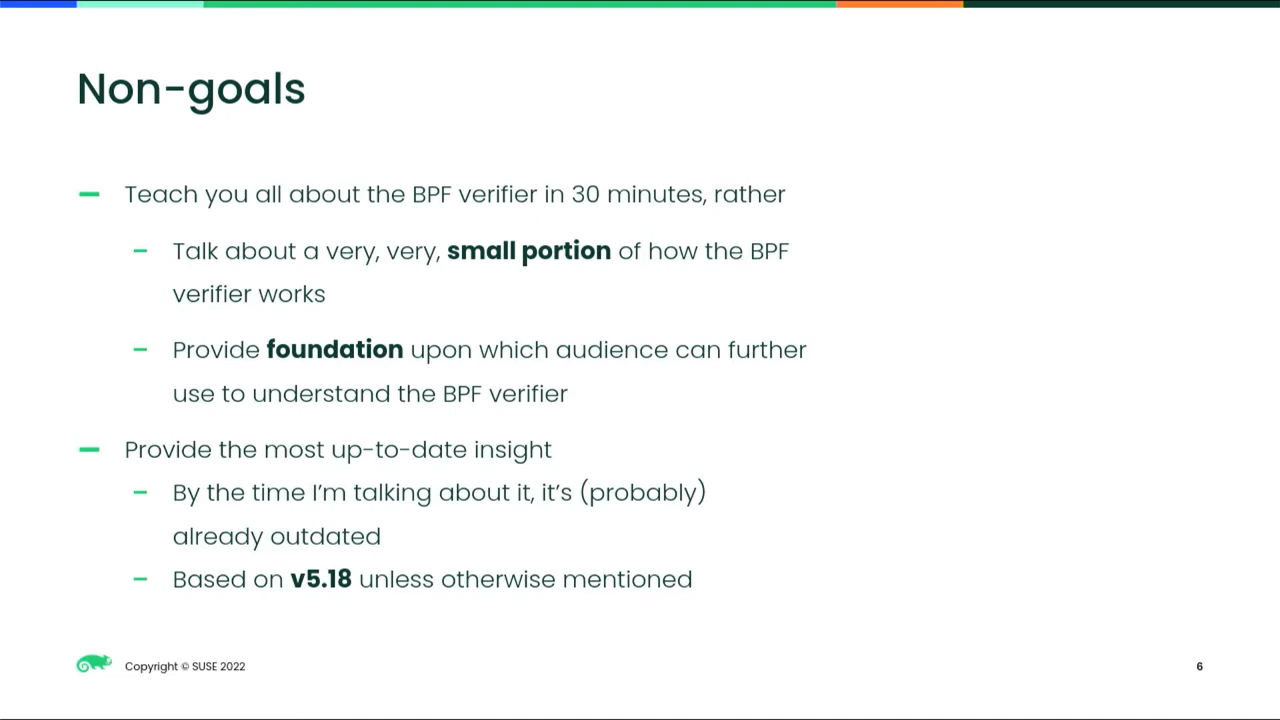 Non-goals
Teach you all about the BPF verifier in 30 minutes, rather
Talk about a very, very, small portion of how the BPF
verifier works
Provide foundation upon which audience can further
use to understand the BPF verifier
Provide the most up-to-date insight
By the time I'm talking about it, it's (probably)
already outdated
Based on v5.18 unless otherwise mentioned
Copyright © SUSE 2022
6